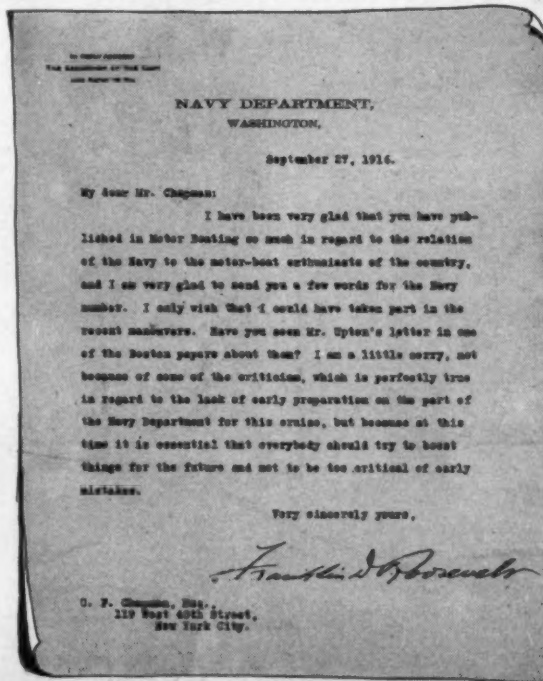 THE SECRETARY OF THE NAVY
NAVY DEPARTMENT,
WASHINGTON,
September 27, 1916.
My dear Mr. Chapman:
I have been very glad that you have pub-
lished in Motor Boating so much in regard to the relation
of the Navy to the motor-boat enthusiasts of the country,
and I am very glad to send you a few words for the Navy
number. I only wish that I could have taken part in the
recent maneuvers. Have you seen Mr. Upton's letter in one
of the Boston papers about them? I am a little sorry, not
because of some of the criticism, which is perfectly true
in regard to the lack of early preparation on the part of
the Navy Department for this cruise, but because at this
time it is essential that everybody should try to boost
things for the future and not to be too critical of early
mistakes.
Very sincerely yours,
Franklin D Roosevelt
C. F. Chapman, Esq.,
119 West 40th Street,
New York City.